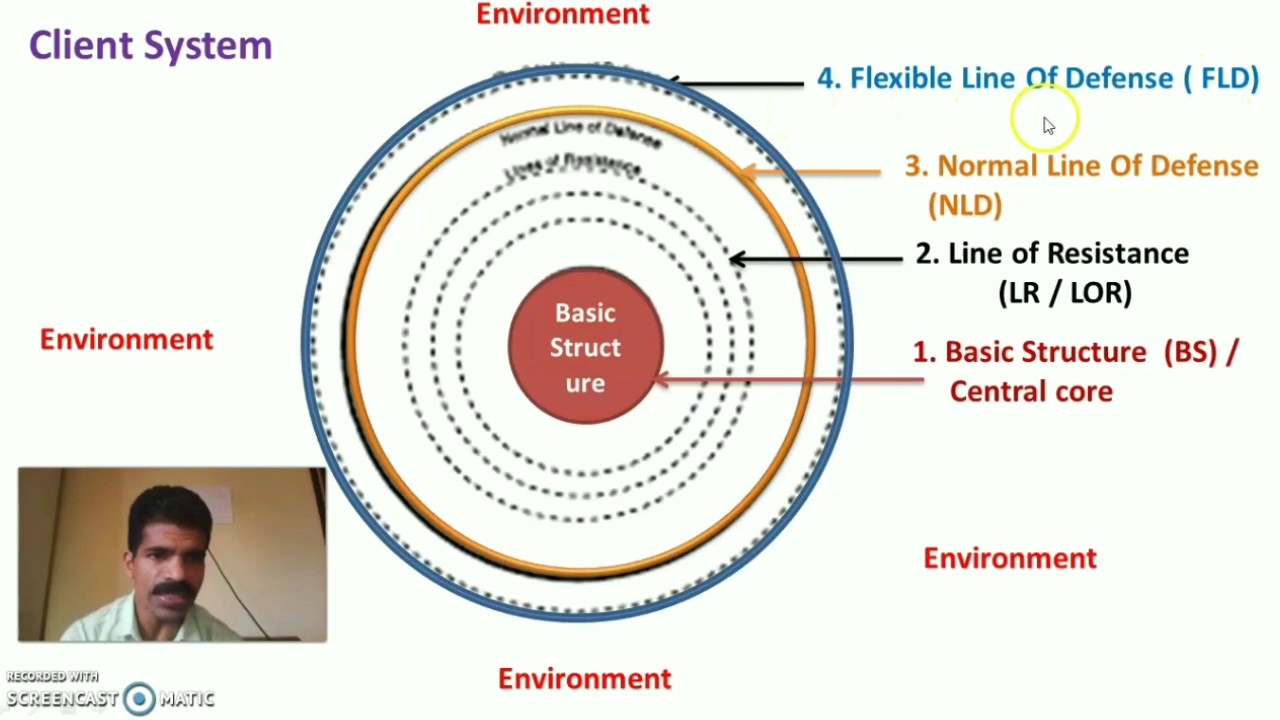 Environment
Client System
4. Flexible Line Of Defense ( FLD)
Normal Line of Defense
3. Normal Line Of Defense
(NLD)
Lines of Resistance
2. Line of Resistance
(LR / LOR)
Basic
Struct
ure
1. Basic Structure (BS) /
Central core
Environment
Environment
Environment
RECORDED WITH
SCREENCAST MATIC